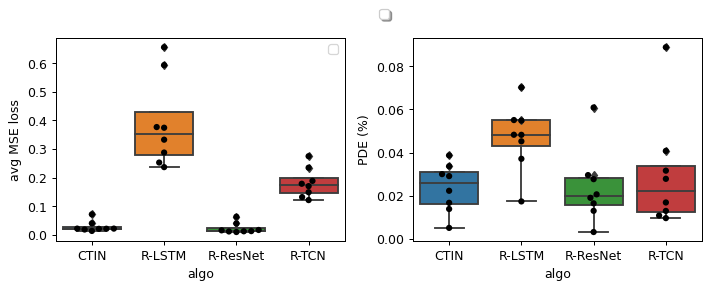 avg MSE loss
0.6
0.5
0.4
0.3
0.2
0.1
0.0
CTIN R-LSTM R-ResNet R-TCN
algo
PDE (%)
0.08
0.06
0.04
0.02
0.00
CTIN R-LSTM R-ResNet R-TCN
algo